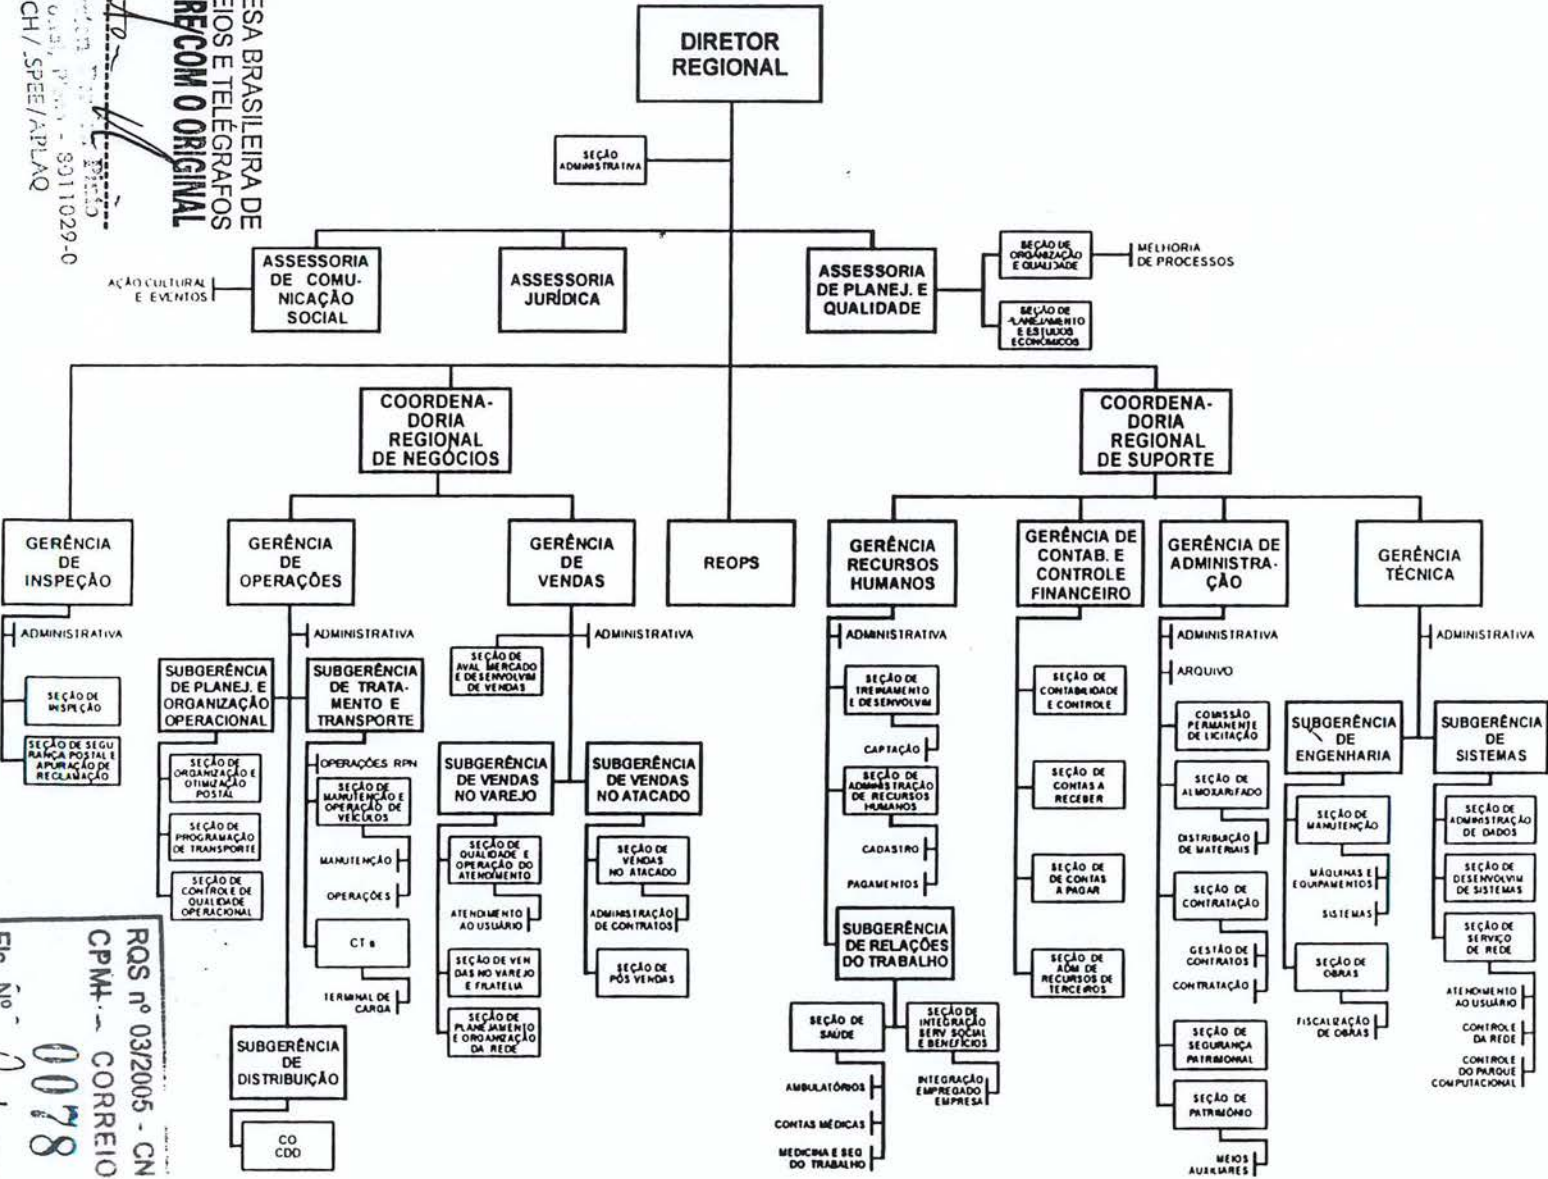 ESA BRASILEIRA DE
EIOS E TELÉGRAFOS
RE/COM O ORIGINAL
- 8011029-0
CH/SPEE/APLAQ
DIRETOR
REGIONAL
SEÇÃO
ADMINISTRATIVA
AÇÃO CULTURAL
E EVENTOS
ASSESSORIA
DE COMU-
NICAÇÃO
SOCIAL
ASSESSORIA
JURÍDICA
ASSESSORIA
DE PLANEJ. E
QUALIDADE
SEÇÃO DE
ORGANIZAÇÃO
E QUALIDADE
MELHORIA
DE PROCESSOS
SEÇÃO DE
PLANEJAMENTO
E ESTUDOS
ECONÔMICOS
COORDENA-
DORIA
REGIONAL
DE NEGÓCIOS
COORDENA-
DORIA
REGIONAL
DE SUPORTE
GERÊNCIA
DE
INSPEÇÃO
ADMINISTRATIVA
SEÇÃO DE
INSPEÇÃO
SEÇÃO DE SEGU
RANÇA POSTAL E
APURAÇÃO DE
RECLAMAÇÃO
GERÊNCIA
DE
OPERAÇÕES
ADMINISTRATIVA
SUBGERÊNCIA
DE PLANEJ. E
ORGANIZAÇÃO
OPERACIONAL
SEÇÃO DE
ORGANIZAÇÃO E
OTIMIZAÇÃO
POSTAL
SEÇÃO DE
PROGRAMAÇÃO
DE TRANSPORTE
SEÇÃO DE
CONTROLE DE
QUALIDADE
OPERACIONAL
SUBGERÊNCIA
DE TRATA-
MENTO E
TRANSPORTE
OPERAÇÕES RPN
SEÇÃO DE
MANUTENÇÃO E
OPERAÇÃO DE
VEÍCULOS
MANUTENÇÃO
OPERAÇÕES
CT s
TERMINAL DE
CARGA
SUBGERÊNCIA
DE
DISTRIBUIÇÃO
CO
CDD
GERÊNCIA
DE
VENDAS
ADMINISTRATIVA
SEÇÃO DE
AVAL MERCADO
E DESENVOLVIM
DE VENDAS
SUBGERÊNCIA
DE VENDAS
NO VAREJO
SEÇÃO DE
QUALIDADE E
OPERAÇÃO DO
ATENDIMENTO
ATENDIMENTO
AO USUÁRIO
SEÇÃO DE VEN
DAS NO VAREJO
E FILATELIA
SEÇÃO DE
PLANEJAMENTO
E ORGANIZAÇÃO
DA REDE
SUBGERÊNCIA
DE VENDAS
NO ATACADO
SEÇÃO DE
VENDAS
NO ATACADO
ADMINISTRAÇÃO
DE CONTRATOS
SEÇÃO DE
PÓS VENDAS
REOPS
GERÊNCIA
RECURSOS
HUMANOS
ADMINISTRATIVA
SEÇÃO DE
TREINAMENTO
E DESENVOLVIM
CAPTAÇÃO
SEÇÃO DE
ADMINISTRAÇÃO
DE RECURSOS
HUMANOS
CADASTRO
PAGAMENTOS
SUBGERÊNCIA
DE RELAÇÕES
DO TRABALHO
SEÇÃO DE
SAÚDE
AMBULATÓRIOS
CONTAS MÉDICAS
MEDICINA E SEG
DO TRABALHO
SEÇÃO DE
INTEGRAÇÃO
SERV SOCIAL
E BENEFÍCIOS
INTEGRAÇÃO
EMPREGADO
EMPRESA
GERÊNCIA DE
CONTAB. E
CONTROLE
FINANCEIRO
SEÇÃO DE
CONTABILIDADE
E CONTROLE
SEÇÃO DE
CONTAS A
RECEBER
SEÇÃO DE
DE CONTAS
A PAGAR
SEÇÃO DE
ADM DE
RECURSOS DE
TERCEIROS
GERÊNCIA DE
ADMINISTRA-
ÇÃO
ADMINISTRATIVA
ARQUIVO
COMISSÃO
PERMANENTE
DE LICITAÇÃO
SEÇÃO DE
ALMOXARIFADO
DISTRIBUIÇÃO
DE MATERIAIS
SEÇÃO DE
CONTRATAÇÃO
GESTÃO DE
CONTRATOS
CONTRATAÇÃO
SEÇÃO DE
SEGURANÇA
PATRIMONIAL
SEÇÃO DE
PATRIMÔNIO
MEIOS
AUXILIARES
GERÊNCIA
TÉCNICA
ADMINISTRATIVA
SUBGERÊNCIA
DE
ENGENHARIA
SEÇÃO DE
MANUTENÇÃO
MÁQUINAS E
EQUIPAMENTOS
SISTEMAS
SEÇÃO DE
OBRAS
FISCALIZAÇÃO
DE OBRAS
SUBGERÊNCIA
DE
SISTEMAS
SEÇÃO DE
ADMINISTRAÇÃO
DE DADOS
SEÇÃO DE
DESENVOLVIM
DE SISTEMAS
SEÇÃO DE
SERVIÇO
DE REDE
ATENDIMENTO
AO USUÁRIO
CONTROLE
DA REDE
CONTROLE
DO PARQUE
COMPUTACIONAL
RQS nº 03/2005 - CN
CPMI - CORREIO
0078
Fls. Nº